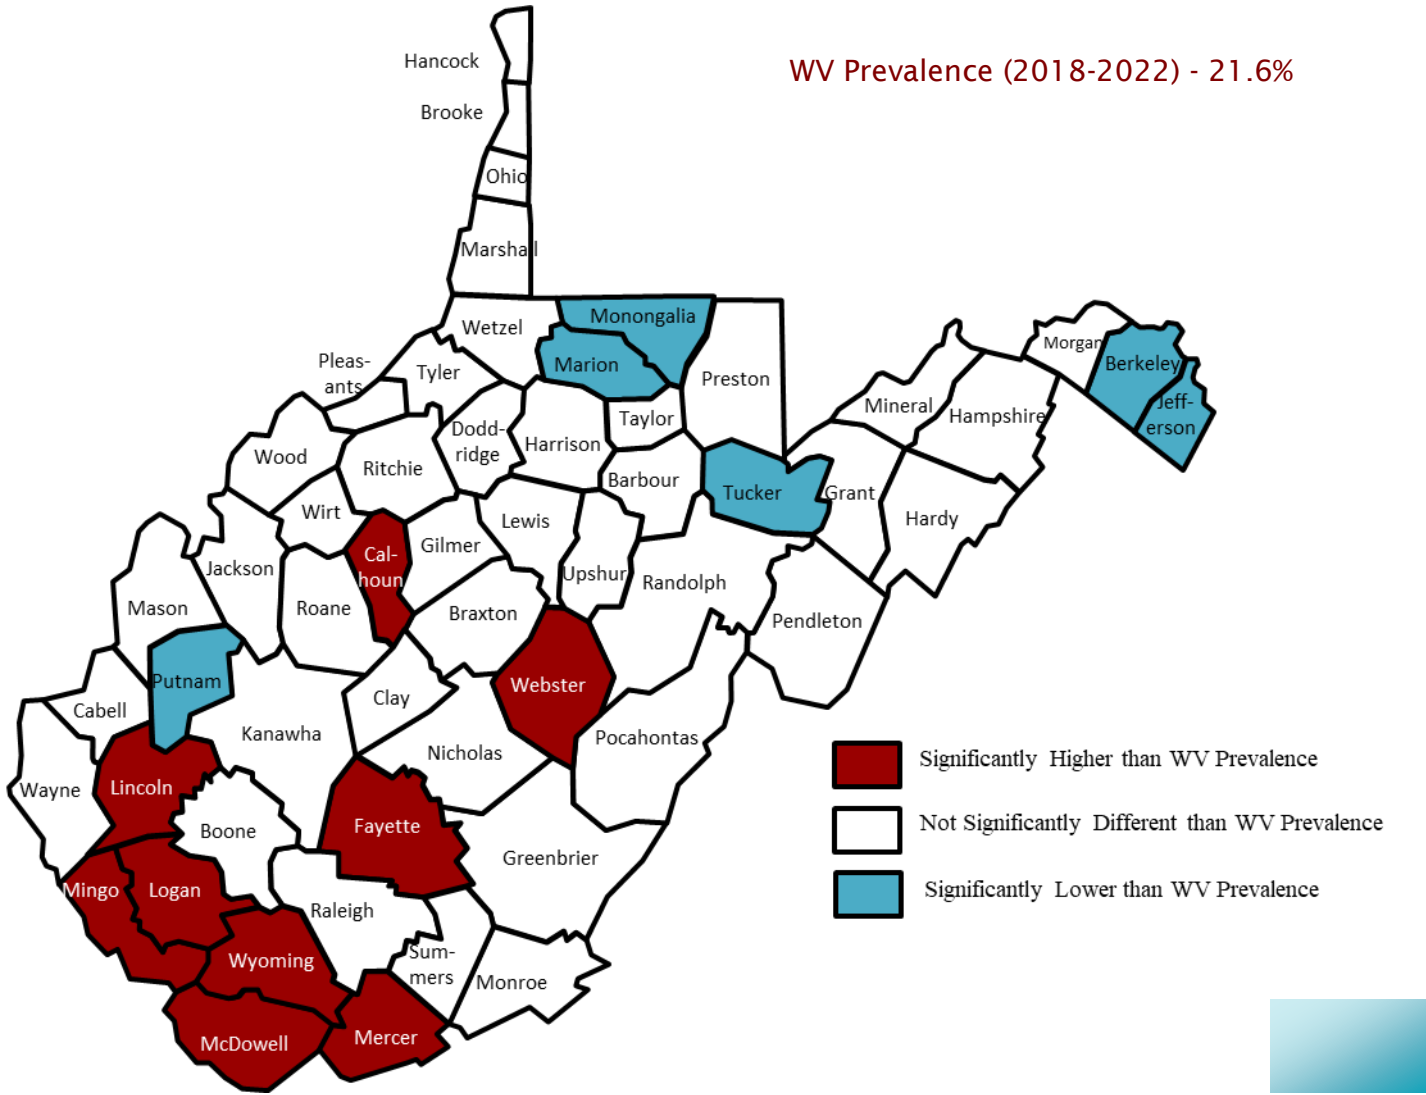 WV Prevalence (2018-2022) - 21.6%
Hancock
Brooke
Ohio
Marshall
Wetzel
Monongalia
Marion
Pleas-
ants
Tyler
Preston
Morgan
Berkeley
Jeff-
erson
Mineral
Hampshire
Taylor
Dodd-
ridge
Harrison
Wood
Ritchie
Barbour
Tucker
Grant
Hardy
Wirt
Lewis
Gilmer
Cal-
houn
Jackson
Upshur
Randolph
Mason
Roane
Braxton
Pendleton
Putnam
Webster
Clay
Cabell
Kanawha
Nicholas
Pocahontas
Wayne
Lincoln
Boone
Fayette
Greenbrier
Mingo
Logan
Raleigh
Sum-
mers
Wyoming
Monroe
McDowell
Mercer
Significantly Higher than WV Prevalence
Not Significantly Different than WV Prevalence
Significantly Lower than WV Prevalence